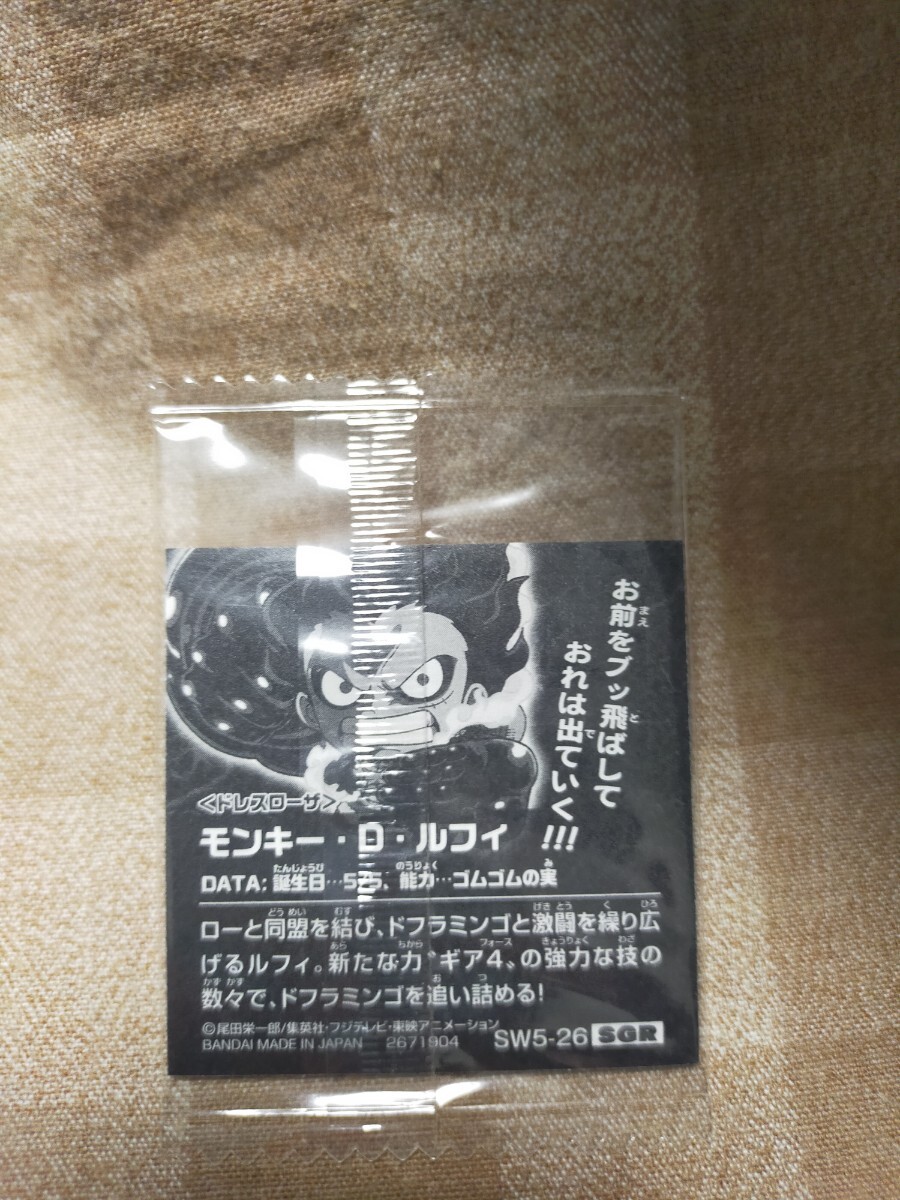 お前をブッ飛ばして
おれは出ていく!!!
<ドレスローザ>
モンキー・D・ルフィ
DATA: 誕生日…5/5、能力…ゴムゴムの実
ローと同盟を結び、ドフラミンゴと激闘を繰り広
げるルフィ。新たな力〝ギア4〟の強力な技の
数々で、ドフラミンゴを追い詰める!
©尾田栄一郎/集英社・フジテレビ・東映アニメーション
BANDAI MADE IN JAPAN 2671904 SW5-26 SGR